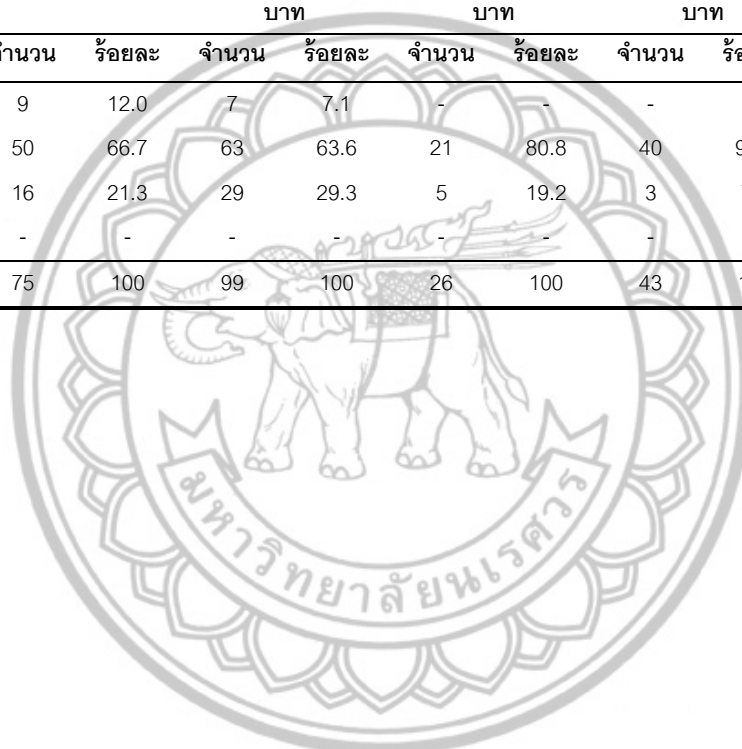 บาท บาท บาท
จำนวน ร้อยละ จำนวน ร้อยละ จำนวน ร้อยละ จำนวน
9 12.0 7 7.1 - - -
50 66.7 63 63.6 21 80.8 40
16 21.3 29 29.3 5 19.2 3
- - - - - - -
75 100 99 100 26 100 43
มหาวิทยาลัยนเรศวร